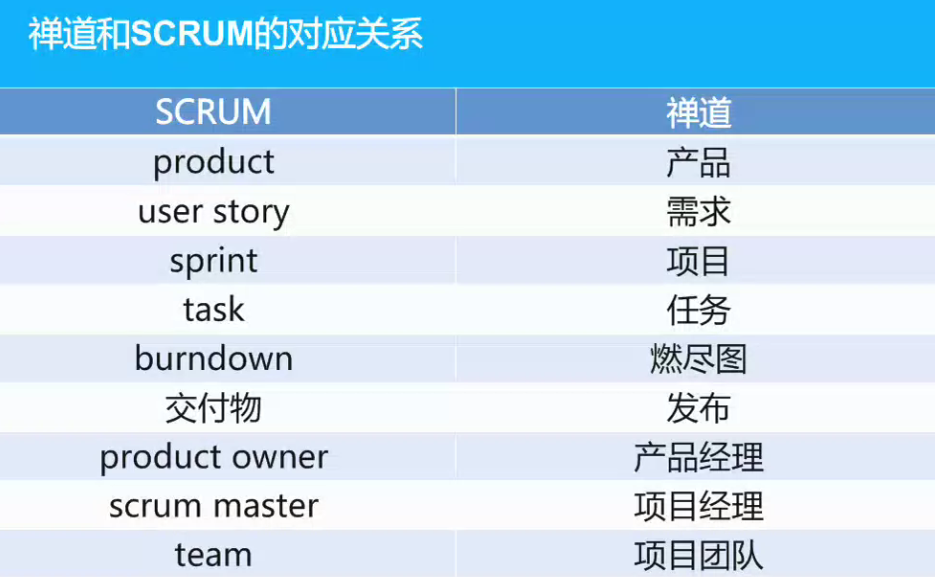 禅道和SCRUM的对应关系
SCRUM 禅道
product 产品
user story 需求
sprint 项目
task 任务
burndown 燃尽图
交付物 发布
product owner 产品经理
scrum master 项目经理
team 项目团队